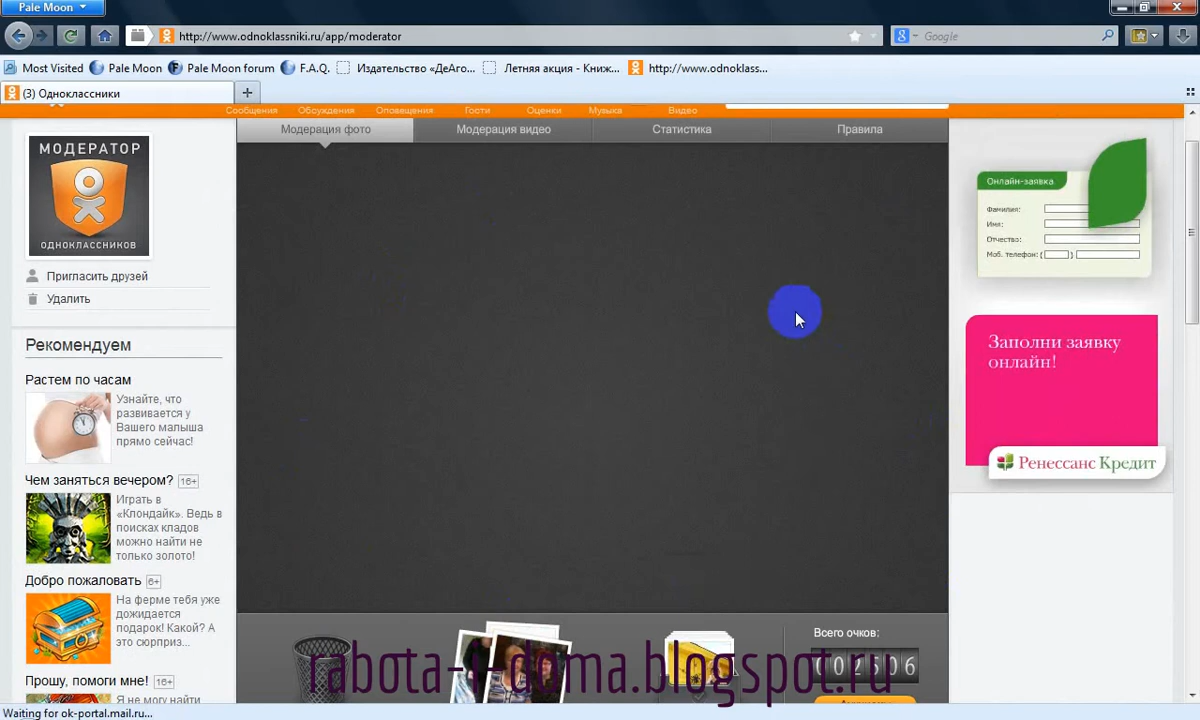 Pale Moon
http://www.odnoklassniki.ru/app/moderator
Google
Most Visited Pale Moon Pale Moon forum F.A.Q. Издательство «ДеАго... Летняя акция - Книж... http://www.odnoklass...
(3) Одноклассники
Сообщения Обсуждения Оповещения Гости Оценки Музыка Видео
Модерация фото Модерация видео Статистика Правила
МОДЕРАТОР
ОДНОКЛАССНИКОВ
Пригласить друзей
Удалить
Рекомендуем
Растем по часам
Узнайте, что
развивается у
Вашего малыша
прямо сейчас!
Чем заняться вечером? 16+
Играть в
«Клондайк». Ведь в
поисках кладов
можно найти не
только золото!
Добро пожаловать 6+
На ферме тебя уже
дожидается
подарок! Какой? А
это сюрприз...
Прошу, помоги мне! 16+
Я не могу найти
Онлайн-заявка
Фамилия:
Имя:
Отчество:
Моб. телефон: ( )
Заполни заявку
онлайн!
Ренессанс Кредит
Всего очков:
002506
rabota-i-doma.blogspot.ru
Waiting for ok-portal.mail.ru...